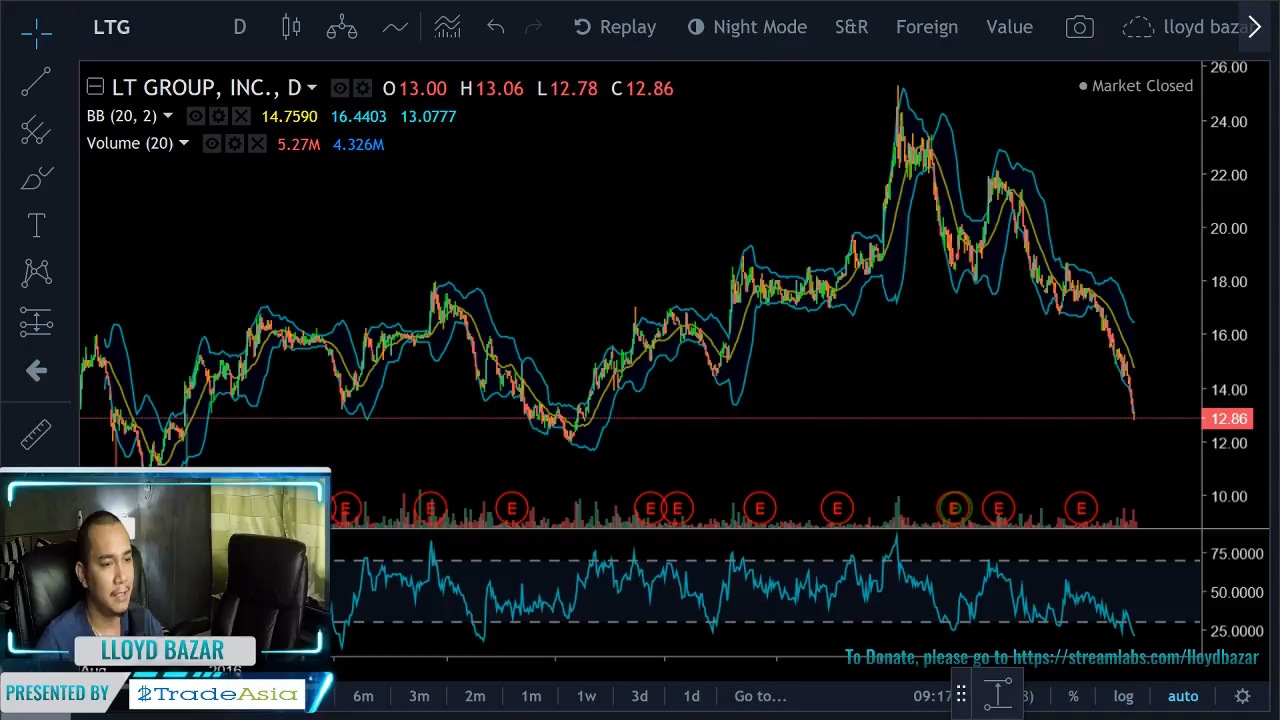 LTG D Replay Night Mode S&R Foreign Value lloyd baza
LT GROUP, INC., D O13.00 H13.06 L12.78 C12.86
Market Closed
BB (20, 2) 14.7590 16.4403 13.0777
Volume (20) 5.27M 4.326M
26.00
24.00
22.00
20.00
18.00
16.00
14.00
12.86
12.00
10.00
E E E E E E E D E E
75.0000
50.0000
25.0000
LLOYD BAZAR
Aug 2016
To Donate, please go to https://streamlabs.com/lloydbazar
PRESENTED BY $TradeAsia
6m 3m 2m 1m 1w 3d 1d Go to... 09:17 % log auto